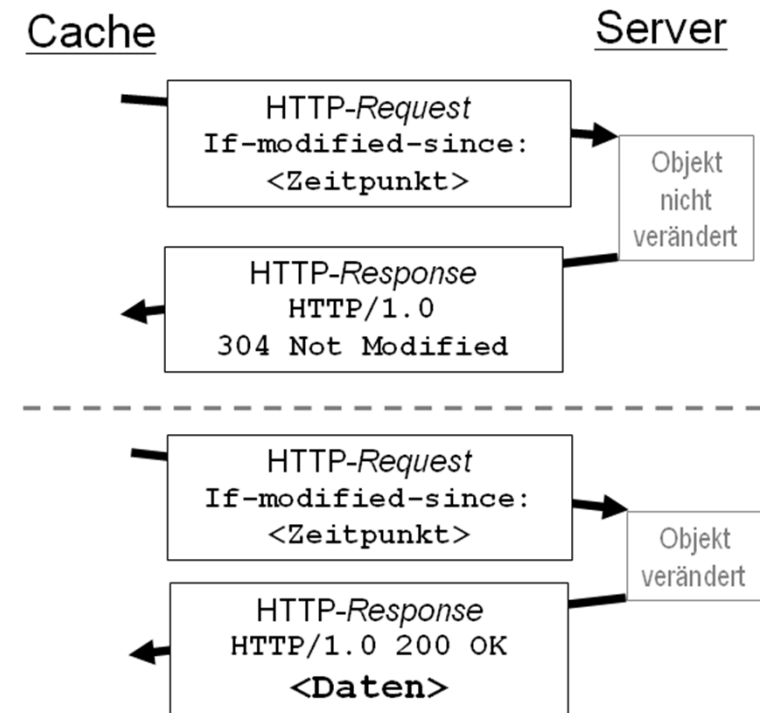 Cache
Server
HTTP-Request
If-modified-since:
<Zeitpunkt>
Objekt
nicht
verändert
HTTP-Response
HTTP/1.0
304 Not Modified
HTTP-Request
If-modified-since:
<Zeitpunkt>
Objekt
verändert
HTTP-Response
HTTP/1.0 200 OK
<Daten>